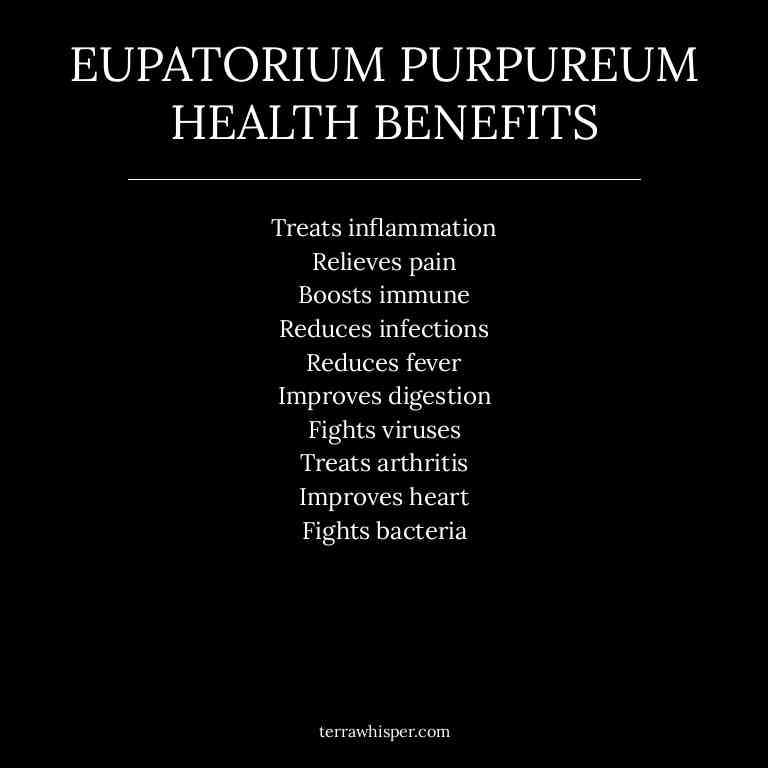 EUPATORIUM PURPUREUM
HEALTH BENEFITS
Treats inflammation
Relieves pain
Boosts immune
Reduces infections
Reduces fever
Improves digestion
Fights viruses
Treats arthritis
Improves heart
Fights bacteria
terrawhisper.com